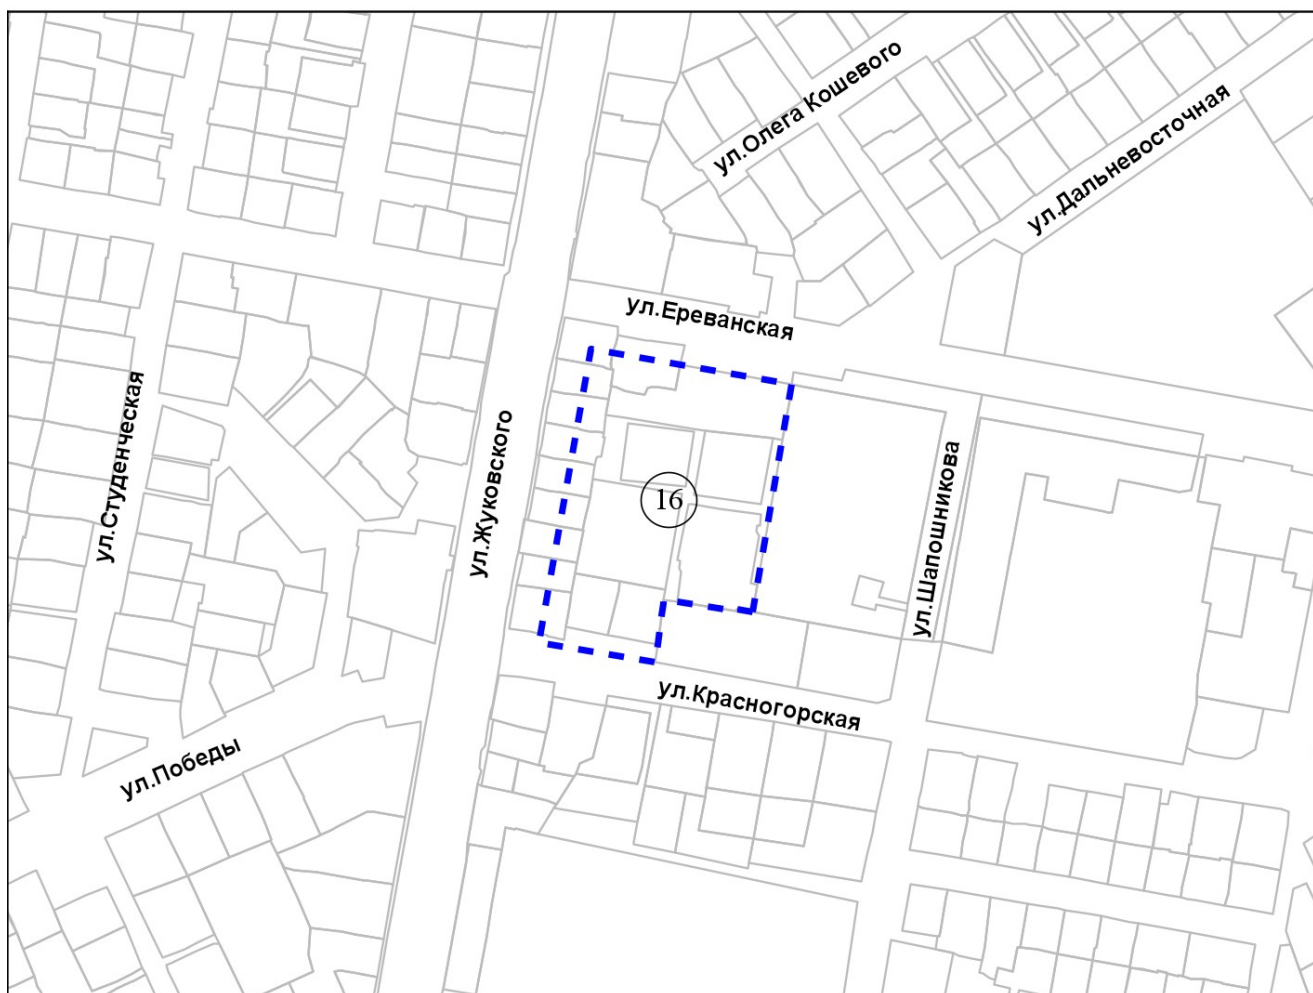 ул.Олега Кошевого
ул.Дальневосточная
ул.Ереванская
ул.Студенческая
ул.Жуковского
16
ул.Шапошникова
ул.Красногорская
ул.Победы